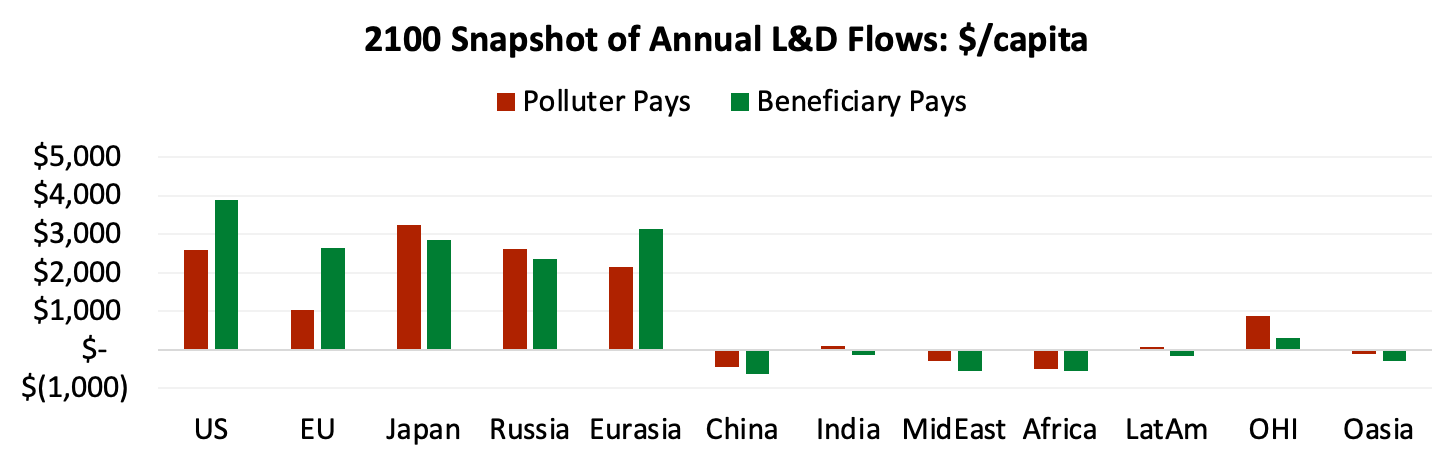 2100 Snapshot of Annual L&D Flows: $/capita
Polluter Pays Beneficiary Pays
$5,000
$4,000
$3,000
$2,000
$1,000
$-
$(1,000)
US EU Japan Russia Eurasia China India MidEast Africa LatAm OHI Oasia